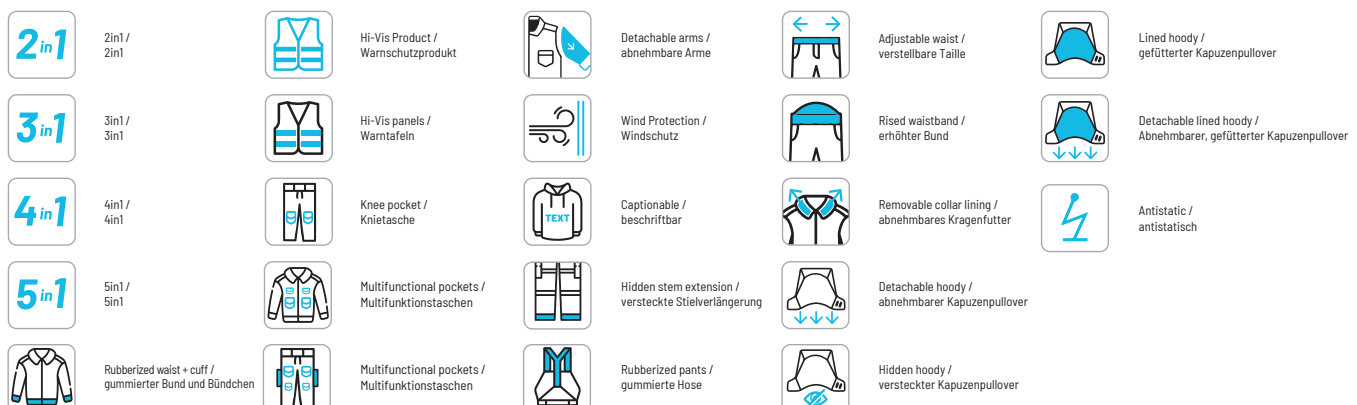 2in1
2in1 /
2in1
3in1
3in1 /
3in1
4in1
4in1 /
4in1
5in1
5in1 /
5in1
Rubberized waist + cuff /
gummierter Bund und Bündchen
Hi-Vis Product /
Warnschutzprodukt
Hi-Vis panels /
Warntafeln
Knee pocket /
Knietasche
Multifunctional pockets /
Multifunktionstaschen
Multifunctional pockets /
Multifunktionstaschen
Detachable arms /
abnehmbare Arme
Wind Protection /
Windschutz
TEXT
Captionable /
beschriftbar
Hidden stem extension /
versteckte Stielverlängerung
Rubberized pants /
gummierte Hose
Adjustable waist /
verstellbare Taille
Rised waistband /
erhöhter Bund
Removable collar lining /
abnehmbares Kragenfutter
Detachable hoody /
abnehmbarer Kapuzenpullover
Hidden hoody /
versteckter Kapuzenpullover
Lined hoody /
gefütterter Kapuzenpullover
Detachable lined hoody /
Abnehmbarer, gefütterter Kapuzenpullover
Antistatic /
antistatisch